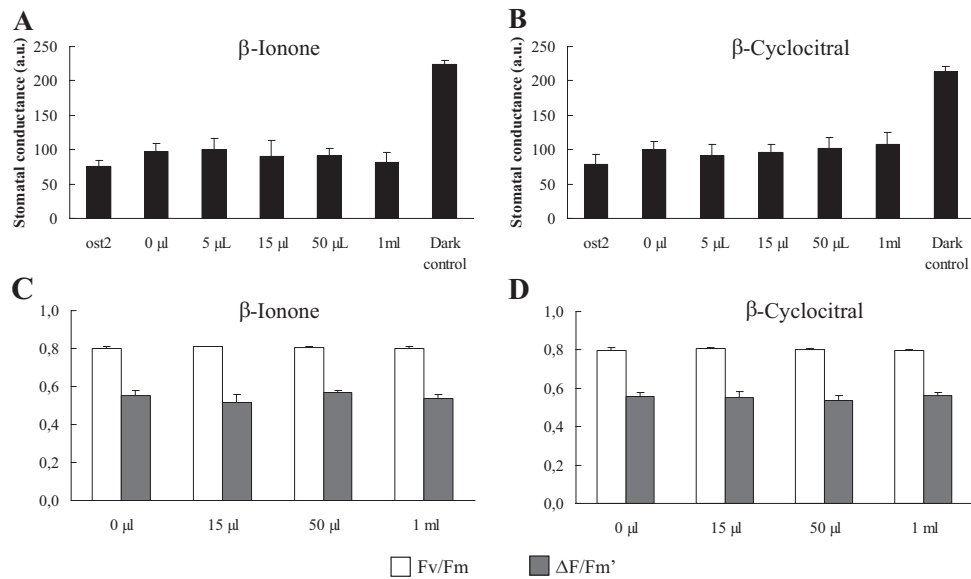 A
β-Ionone
Stomatal conductance (a.u.)
250
200
150
100
50
0
ost2 0 µl 5 µL 15 µl 50 µL 1ml Dark
control
B
β-Cyclocitral
Stomatal conductance (a.u.)
250
200
150
100
50
0
ost2 0 µl 5 µL 15 µl 50 µL 1ml Dark
control
C
β-Ionone
1,0
0,8
0,6
0,4
0,2
0,0
0 µl 15 µl 50 µl 1 ml
D
β-Cyclocitral
1,0
0,8
0,6
0,4
0,2
0,0
0 µl 15 µl 50 µl 1 ml
Fv/Fm ΔF/Fm’